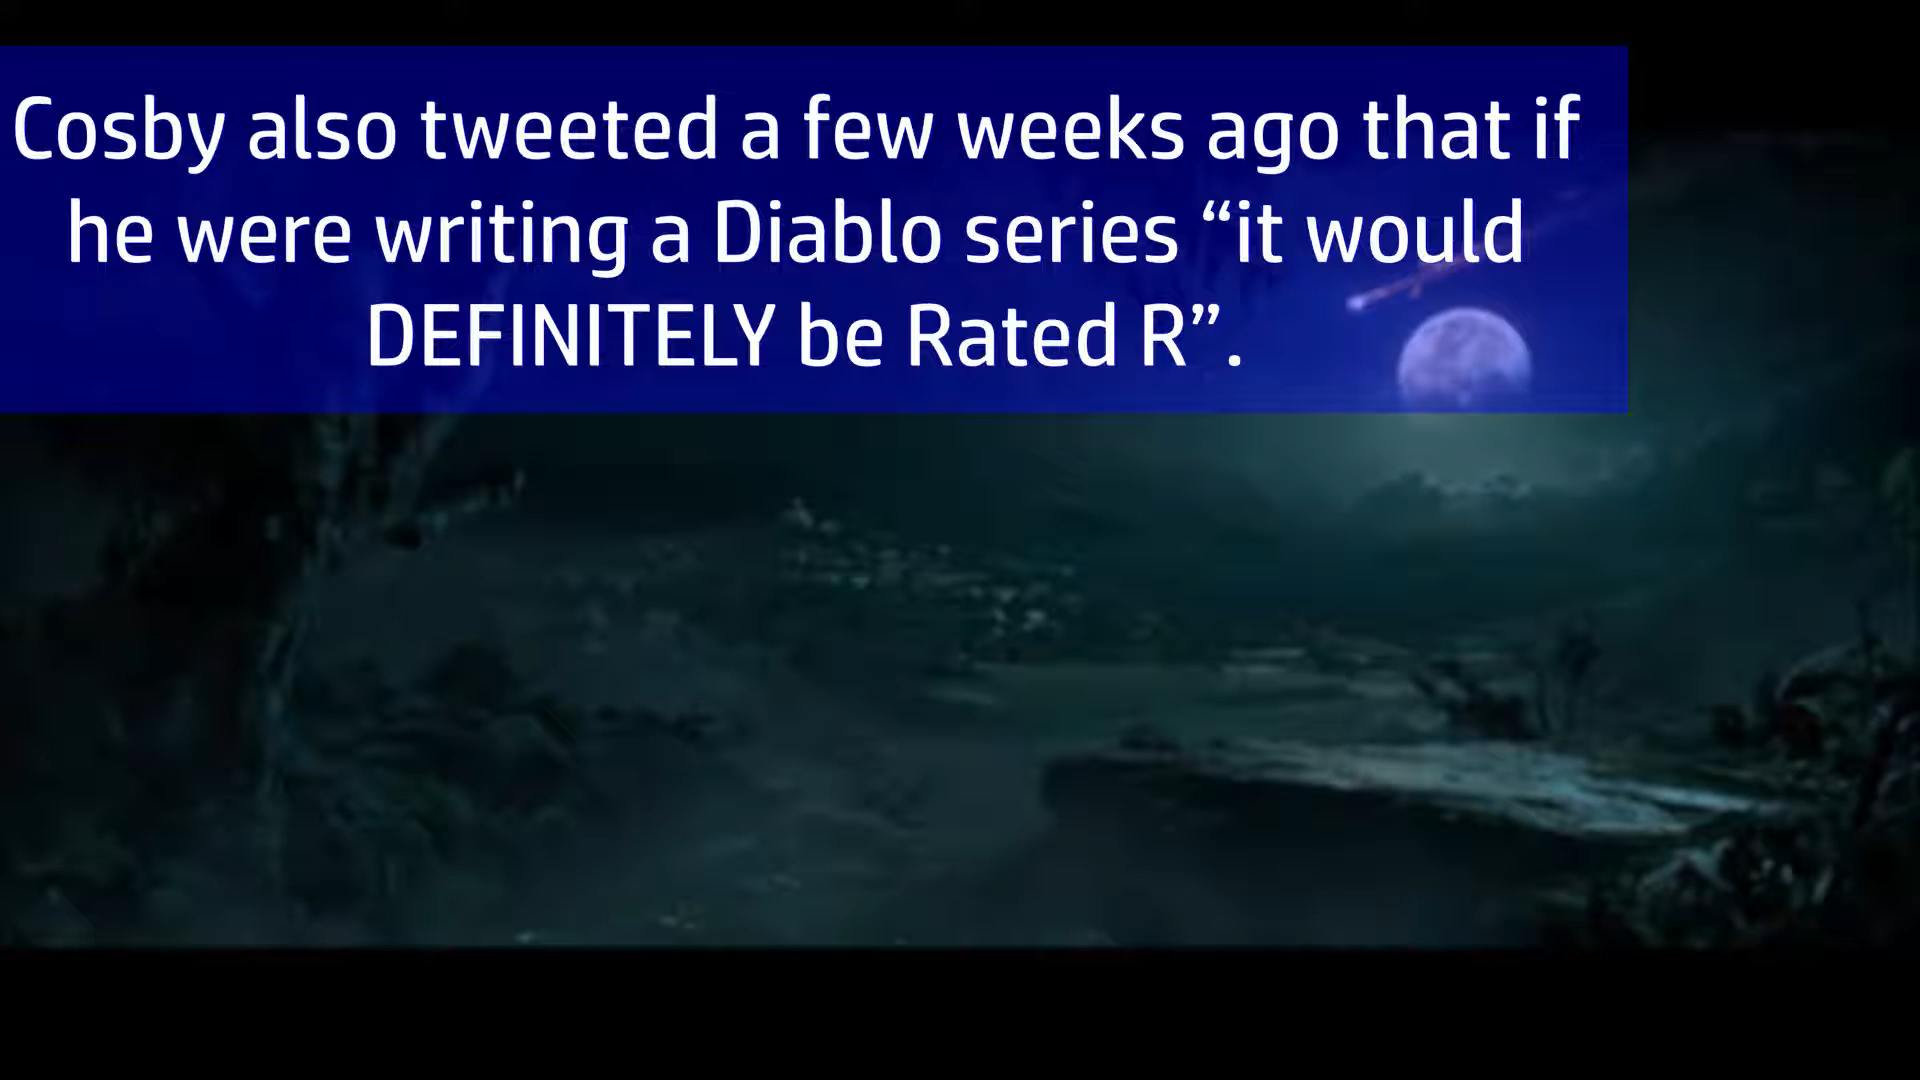 Cosby also tweeted a few weeks ago that if
he were writing a Diablo series “it would
DEFINITELY be Rated R”.